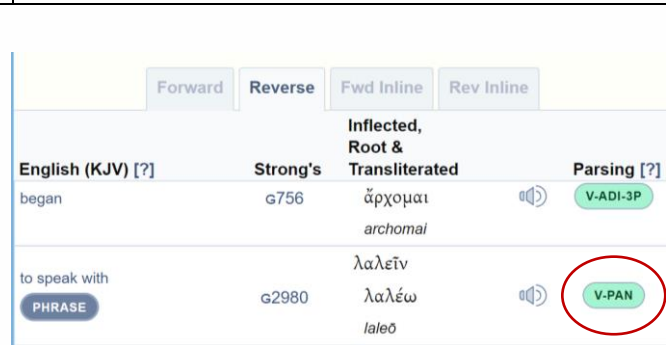 Forward Reverse Fwd Inline Rev Inline
Inflected,
Root &
English (KJV) [?] Strong's Transliterated Parsing [?]
began G756 ἄρχομαι V-ADI-3P
archomai
λαλεῖν
to speak with
PHRASE G2980 λαλέω V-PAN
laleō